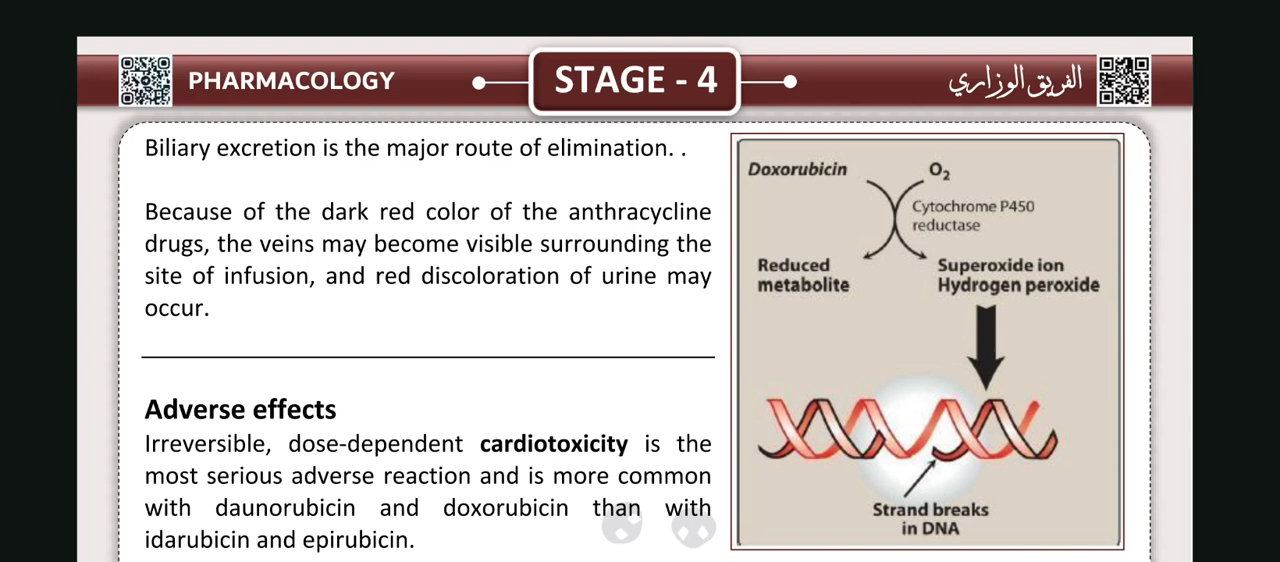 PHARMACOLOGY
STAGE - 4
الفريق الوزاري
Biliary excretion is the major route of elimination. .
Because of the dark red color of the anthracycline
drugs, the veins may become visible surrounding the
site of infusion, and red discoloration of urine may
occur.
Adverse effects
Irreversible, dose-dependent cardiotoxicity is the
most serious adverse reaction and is more common
with daunorubicin and doxorubicin than with
idarubicin and epirubicin.
Doxorubicin
O2
Cytochrome P450
reductase
Reduced
metabolite
Superoxide ion
Hydrogen peroxide
Strand breaks
in DNA